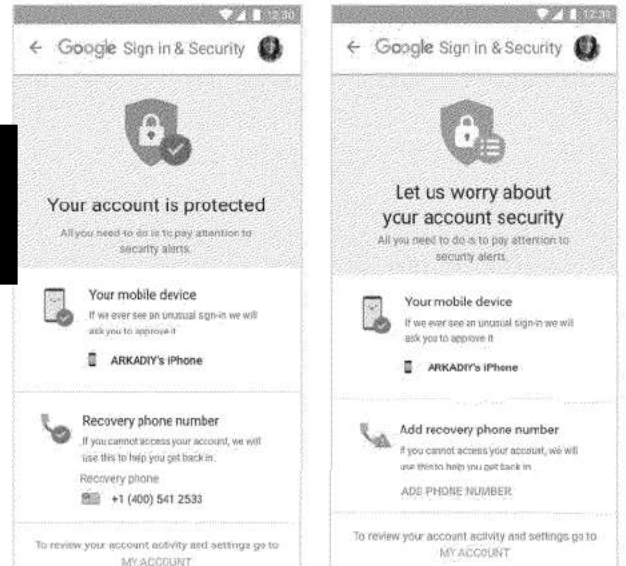 12:30
← Google Sign in & Security
Your account is protected
All you need to do is to pay attention to
security alerts.
Your mobile device
If we ever see an unusual sign-in we will
ask you to approve it
ARKADIY's iPhone
Recovery phone number
If you cannot access your account, we will
use this to help you get back in.
Recovery phone
+1 (400) 541 2533
To review your account activity and settings go to
MY ACCOUNT
12:30
← Google Sign in & Security
Let us worry about
your account security
All you need to do is to pay attention to
security alerts.
Your mobile device
If we ever see an unusual sign-in we will
ask you to approve it
ARKADIY's iPhone
Add recovery phone number
If you cannot access your account, we will
use this to help you get back in.
ADD PHONE NUMBER
To review your account activity and settings go to
MY ACCOUNT